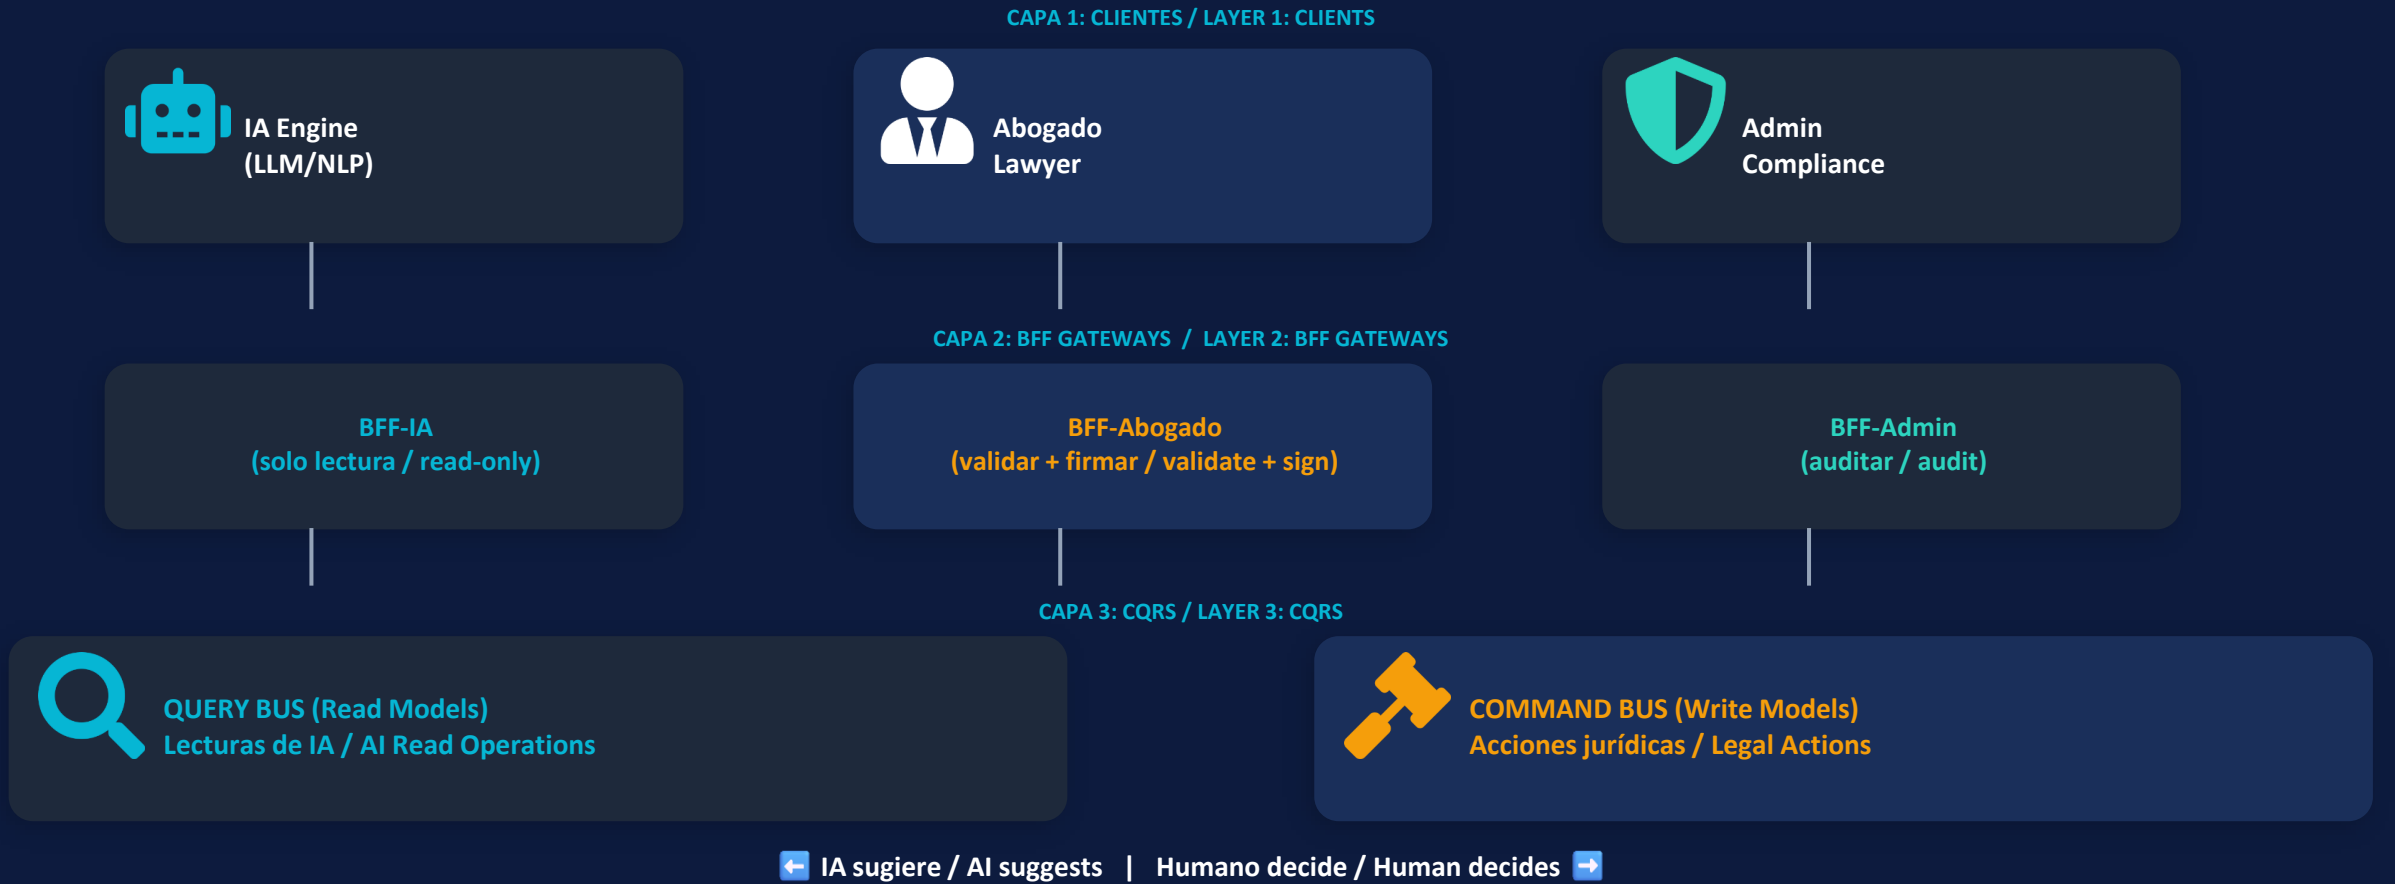 CAPA 1: CLIENTES / LAYER 1: CLIENTS
IA Engine
(LLM/NLP)
Abogado
Lawyer
Admin
Compliance
CAPA 2: BFF GATEWAYS / LAYER 2: BFF GATEWAYS
BFF-IA
(solo lectura / read-only)
BFF-Abogado
(validar + firmar / validate + sign)
BFF-Admin
(auditar / audit)
CAPA 3: CQRS / LAYER 3: CQRS
QUERY BUS (Read Models)
Lecturas de IA / AI Read Operations
COMMAND BUS (Write Models)
Acciones jurídicas / Legal Actions
⬅️ IA sugiere / AI suggests | Humano decide / Human decides ➡️